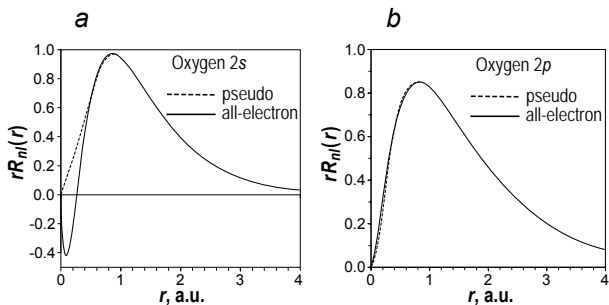 a
b
Oxygen 2s
pseudo
all-electron
rR_nl(r)
1.0
0.8
0.6
0.4
0.2
0.0
-0.2
-0.4
0 1 2 3 4
r, a.u.
Oxygen 2p
pseudo
all-electron
rR_nl(r)
1.0
0.8
0.6
0.4
0.2
0.0
0 1 2 3 4
r, a.u.